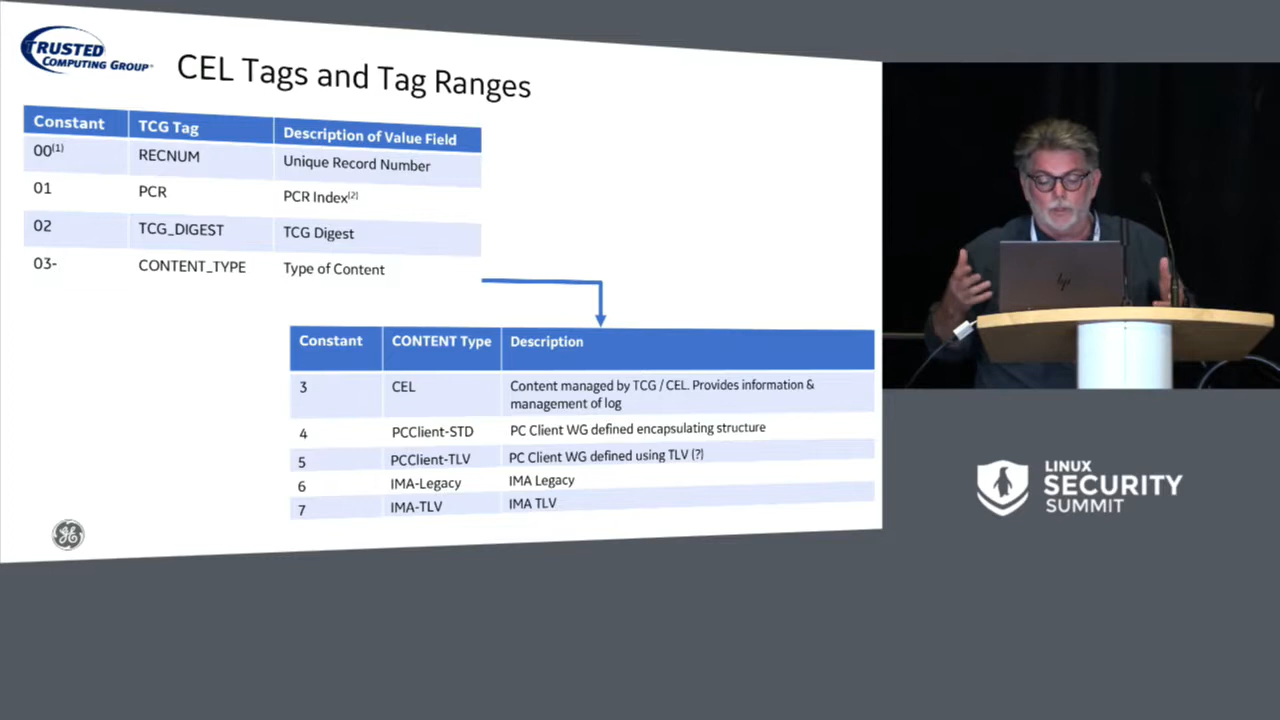 TRUSTED
COMPUTING GROUP®
CEL Tags and Tag Ranges
Constant TCG Tag Description of Value Field
00(1) RECNUM Unique Record Number
01 PCR PCR Index(2)
02 TCG_DIGEST TCG Digest
03- CONTENT_TYPE Type of Content
Constant CONTENT Type Description
3 CEL Content managed by TCG / CEL. Provides information &
management of log
4 PCClient-STD PC Client WG defined encapsulating structure
5 PCClient-TLV PC Client WG defined using TLV (?)
6 IMA-Legacy IMA Legacy
7 IMA-TLV IMA TLV
GE
hp
LINUX
SECURITY
SUMMIT